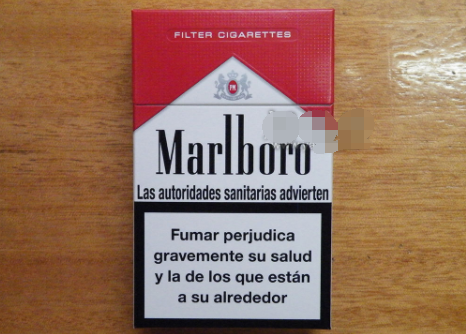 FILTER CIGARETTES
PM
Marlboro
Las autoridades sanitarias advierten
Fumar perjudica
gravemente su salud
y la de los que están
a su alrededor